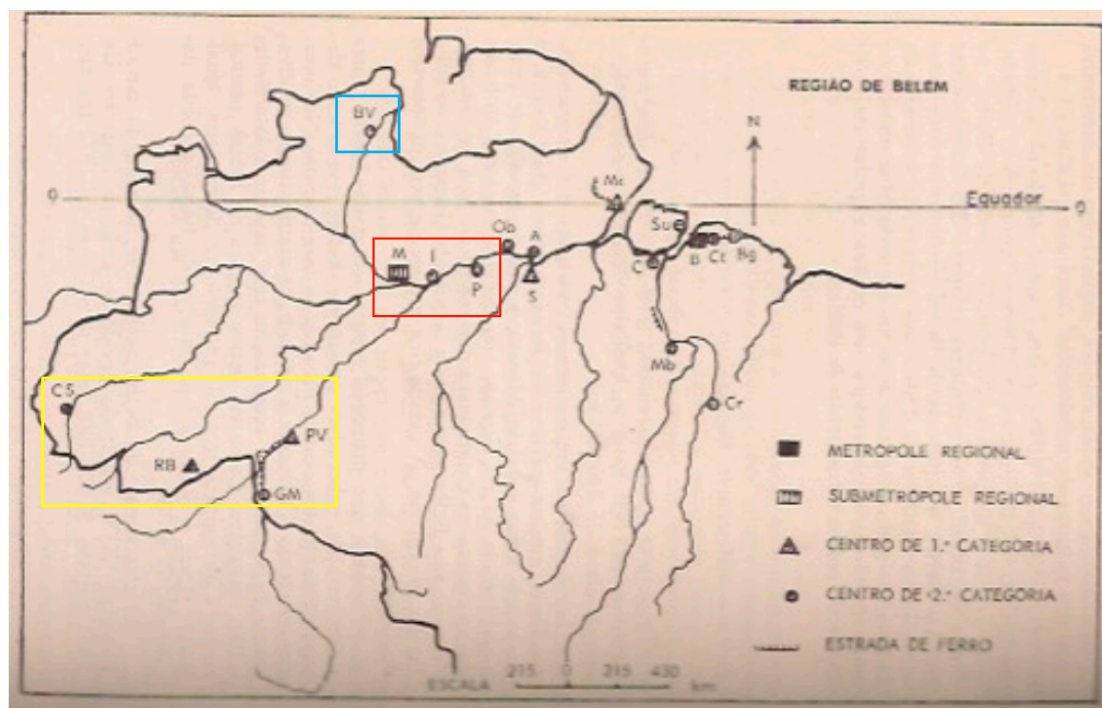 REGIÃO DE BELÉM
N
BV
0
Equador
0
Mc
Su
Ob
A
B
Ct
Bg
M
I
P
S
C
Mb
Cr
CS
PV
RB
GM
METROPOLE REGIONAL
SUBMETRÓPOLE REGIONAL
CENTRO DE 1.ª CATEGORIA
CENTRO DE 2.ª CATEGORIA
ESTRADA DE FERRO
ESCALA
215 0 215 430
km